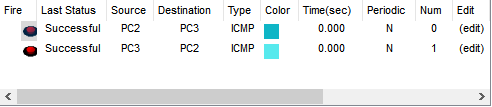 Fire Last Status Source Destination Type Color Time(sec) Periodic Num Edit
Successful PC2 PC3 ICMP 0.000 N 0 (edit)
Successful PC3 PC2 ICMP 0.000 N 1 (edit)